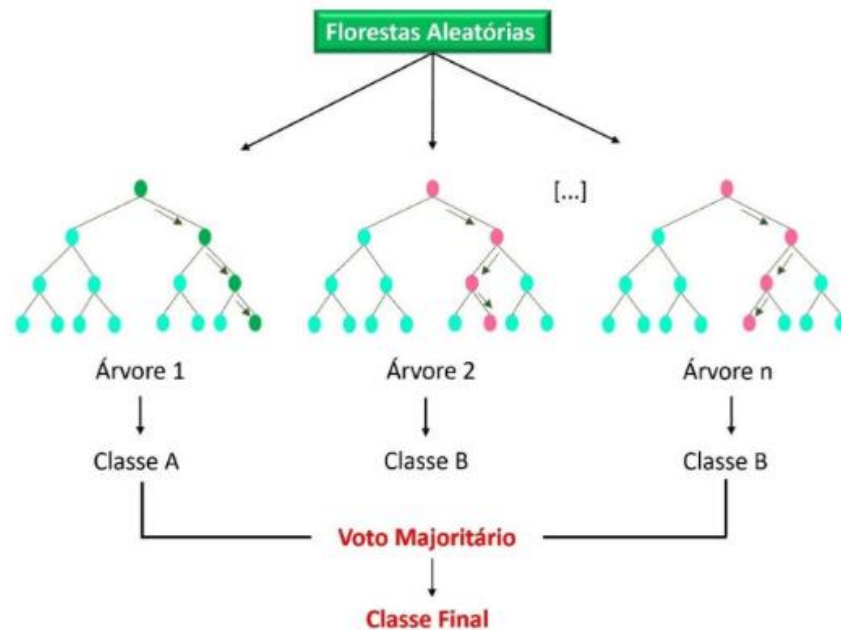 Florestas Aleatórias
[...]
Árvore 1
Árvore 2
Árvore n
Classe A
Classe B
Classe B
Voto Majoritário
Classe Final